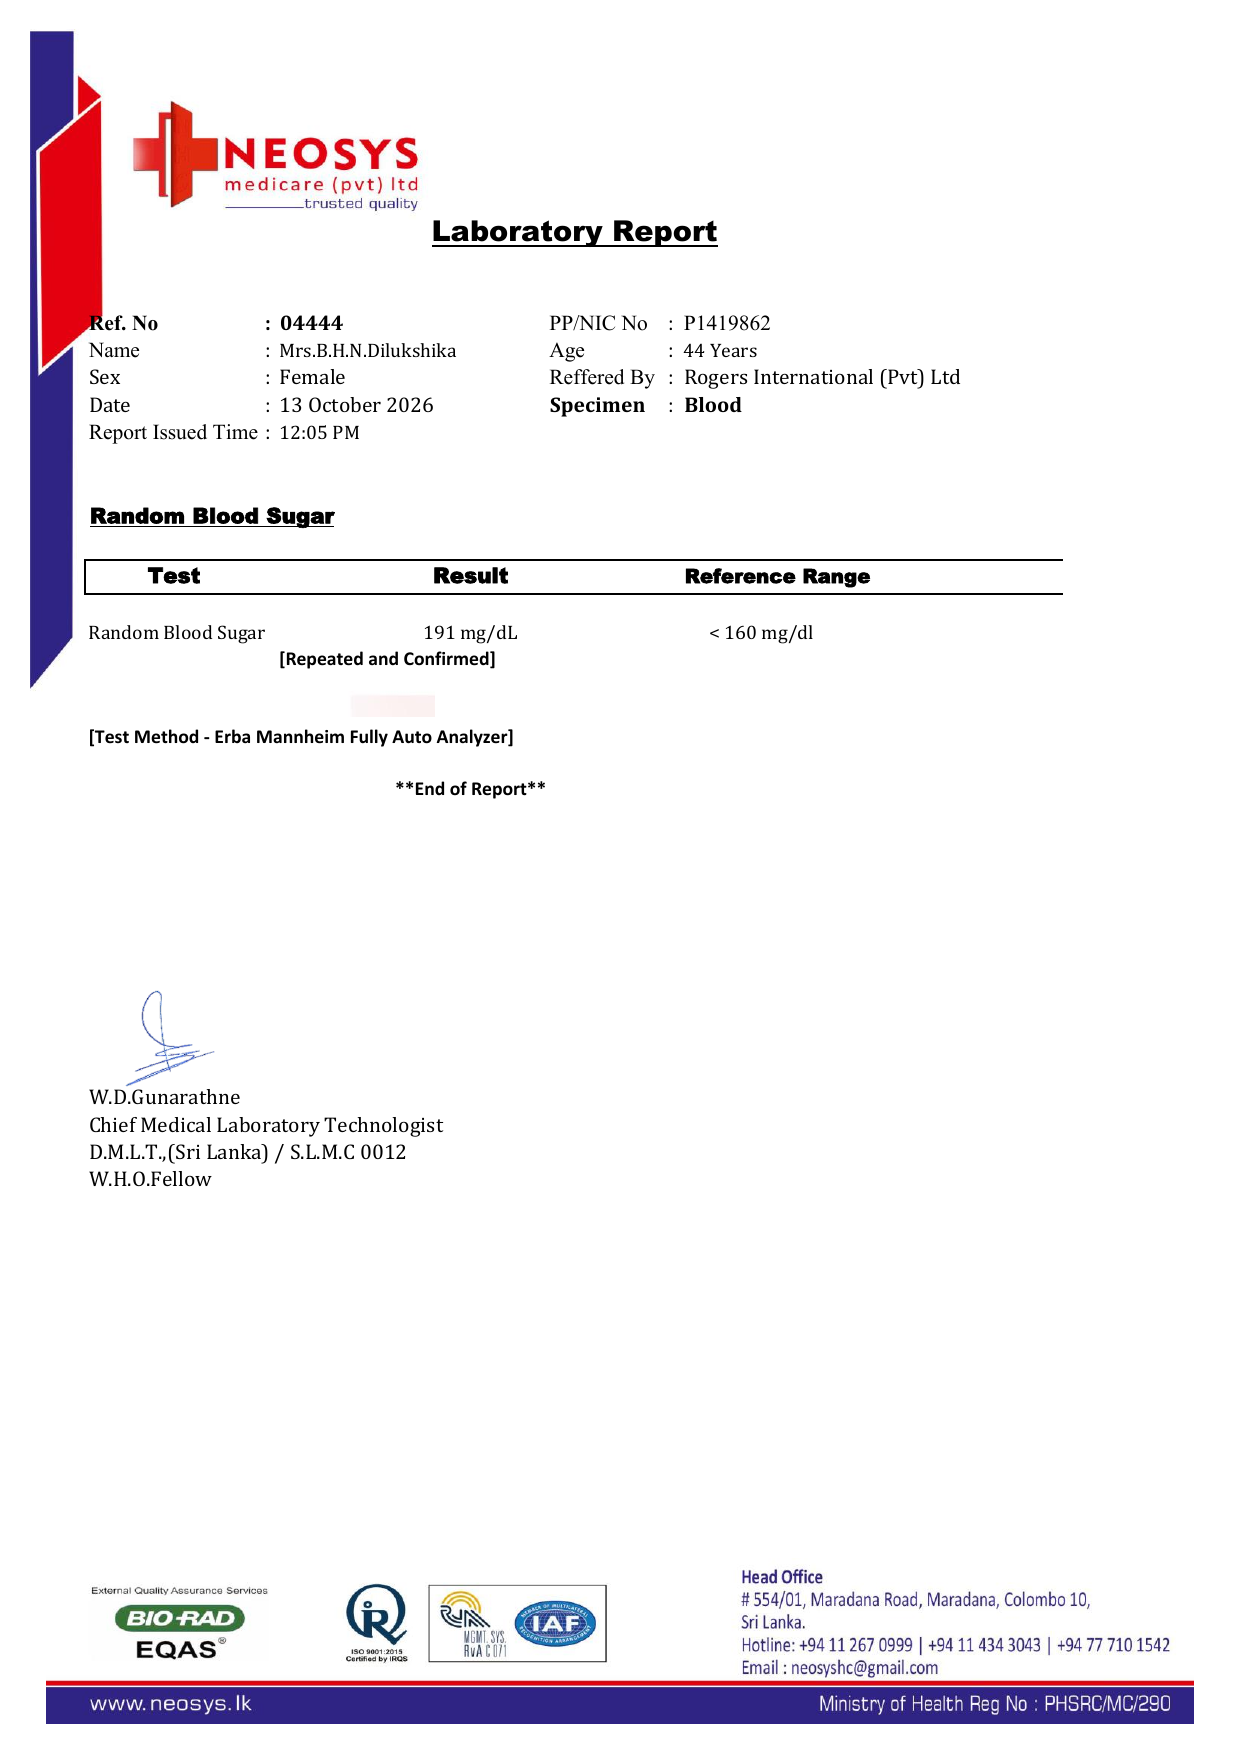 NEOSYS
medicare (pvt) ltd
trusted quality
Laboratory Report
Ref. No : 04444 PP/NIC No : P1419862
Name : Mrs.B.H.N.Dilukshika Age : 44 Years
Sex : Female Reffered By : Rogers International (Pvt) Ltd
Date : 13 October 2026 Specimen : Blood
Report Issued Time : 12:05 PM
Random Blood Sugar
Test Result Reference Range
Random Blood Sugar 191 mg/dL < 160 mg/dl
[Repeated and Confirmed]
[Test Method - Erba Mannheim Fully Auto Analyzer]
**End of Report**
W.D.Gunarathne
Chief Medical Laboratory Technologist
D.M.L.T.,(Sri Lanka) / S.L.M.C 0012
W.H.O.Fellow
External Quality Assurance Services
BIO-RAD
EQAS®
iR
ISO 9001:2015
Certified by IRQS
RvA
MGMT. SYS.
RvA C 071
MEMBER OF MULTILATERAL
IAF
RECOGNITION ARRANGEMENT
Head Office
# 554/01, Maradana Road, Maradana, Colombo 10,
Sri Lanka.
Hotline: +94 11 267 0999 | +94 11 434 3043 | +94 77 710 1542
Email : neosyshc@gmail.com
www.neosys.lk Ministry of Health Reg No : PHSRC/MC/290